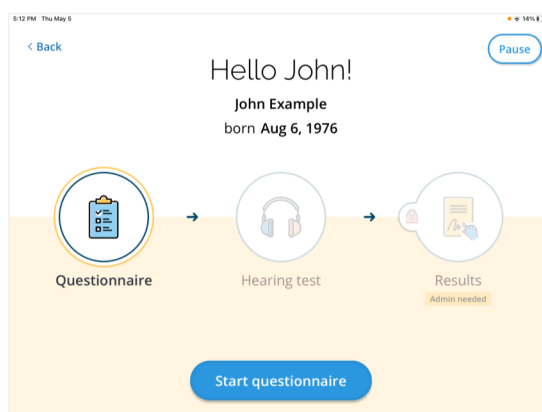 5:12 PM Thu May 5
14%
< Back
Pause
Hello John!
John Example
born Aug 6, 1976
Questionnaire
Hearing test
Results
Admin needed
Start questionnaire